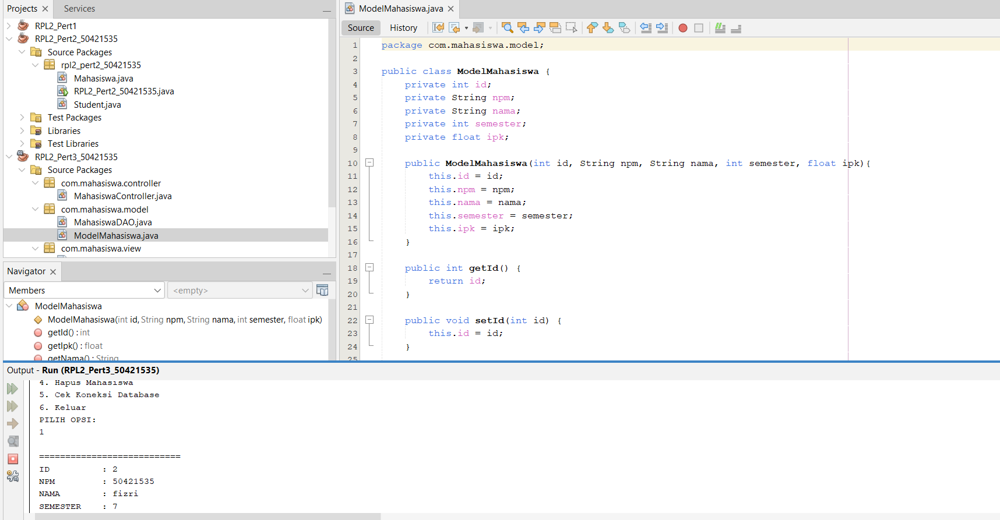 Projects
Services
RPL2_Pert1
RPL2_Pert2_50421535
Source Packages
rpl2_pert2_50421535
Mahasiswa.java
RPL2_Pert2_50421535.java
Student.java
Test Packages
Libraries
Test Libraries
RPL2_Pert3_50421535
Source Packages
com.mahasiswa.controller
MahasiswaController.java
com.mahasiswa.model
MahasiswaDAO.java
ModelMahasiswa.java
com.mahasiswa.view
Navigator
Members
<empty>
ModelMahasiswa
ModelMahasiswa(int id, String npm, String nama, int semester, float ipk)
getId() : int
getIpk() : float
getNama() : String
ModelMahasiswa.java
Source History
1 package com.mahasiswa.model;
2
3 public class ModelMahasiswa {
4 private int id;
5 private String npm;
6 private String nama;
7 private int semester;
8 private float ipk;
9
10 public ModelMahasiswa(int id, String npm, String nama, int semester, float ipk){
11 this.id = id;
12 this.npm = npm;
13 this.nama = nama;
14 this.semester = semester;
15 this.ipk = ipk;
16 }
17
18 public int getId() {
19 return id;
20 }
21
22 public void setId(int id) {
23 this.id = id;
24 }
25
Output - Run (RPL2_Pert3_50421535)
4. Hapus Mahasiswa
5. Cek Koneksi Database
6. Keluar
PILIH OPSI:
1
===========================
ID : 2
NPM : 50421535
NAMA : fizri
SEMESTER : 7